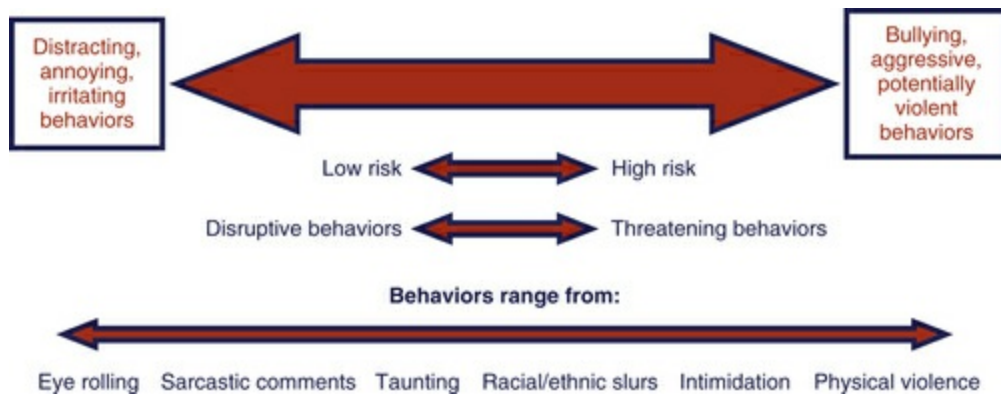 Distracting,
annoying,
irritating
behaviors
Bullying,
aggressive,
potentially
violent
behaviors
Low risk High risk
Disruptive behaviors Threatening behaviors
Behaviors range from:
Eye rolling Sarcastic comments Taunting Racial/ethnic slurs Intimidation Physical violence